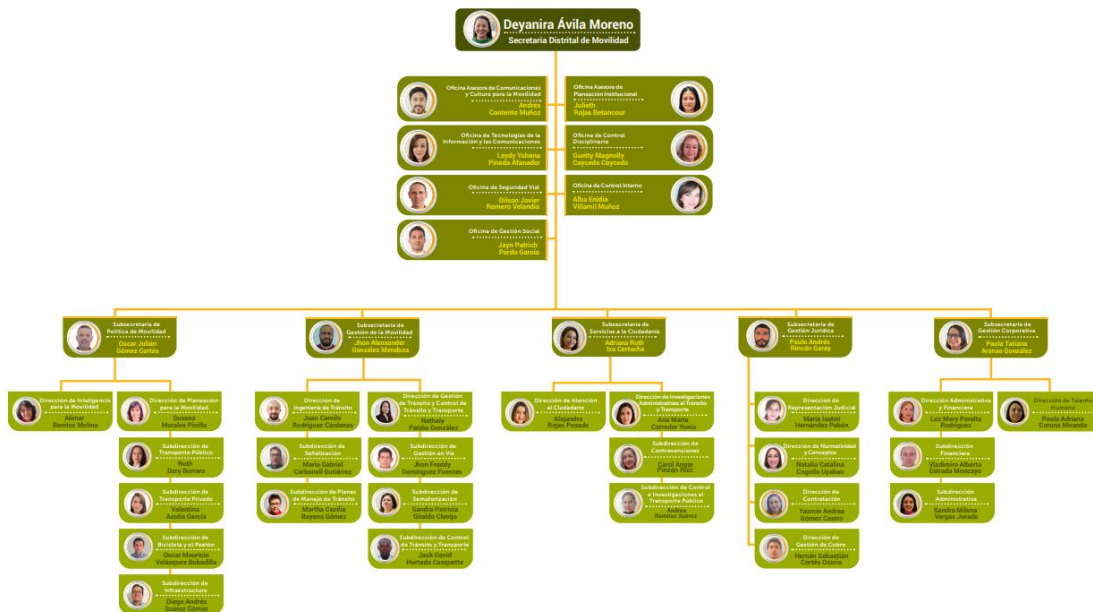 Deyanira Ávila Moreno
Secretaria Distrital de Movilidad
Oficina Asesora de Comunicaciones
y Cultura para la Movilidad
Andrés
Contento Muñoz
Oficina Asesora de
Planeación Institucional
Julieth
Rojas Betancour
Oficina de Tecnologías de la
Información y las Comunicaciones
Leydy Yohana
Pineda Afanador
Oficina de Control
Disciplinario
Guetty Magnolly
Caycedo Caycedo
Oficina de Seguridad Vial
Dilson Javier
Romero Velandia
Oficina de Control Interno
Alba Enidia
Villamil Muñoz
Oficina de Gestión Social
Jayn Patrich
Pardo García
Subsecretaría de
Política de Movilidad
Oscar Julián
Gómez Cortés
Subsecretaría de
Gestión de la Movilidad
Jhon Alexsander
González Mendoza
Subsecretaría de
Servicios a la Ciudadanía
Adriana Ruth
Iza Certuche
Subsecretaría de
Gestión Jurídica
Paulo Andrés
Rincón Garay
Subsecretaría de
Gestión Corporativa
Paula Tatiana
Arenas González
Dirección de Inteligencia
para la Movilidad
Alimar
Benítez Molina
Dirección de Planeación
para la Movilidad
Susana
Morales Pinilla
Subdirección de
Transporte Público
Ruth
Dary Borrero
Subdirección de
Transporte Privado
Valentina
Acuña García
Subdirección de
Bicicleta y el Peatón
Oscar Mauricio
Velásquez Bobadilla
Subdirección de
Infraestructura
Diego Andrés
Suárez Gómez
Dirección de
Ingeniería de Tránsito
Juan Camilo
Rodríguez Cárdenas
Subdirección de
Señalización
Mario Gabriel
Carbonell Gutiérrez
Subdirección de Planes
de Manejo de Tránsito
Martha Cecilia
Bayona Gómez
Dirección de Gestión
de Tránsito y Control de
Tránsito y Transporte
Nathaly
Patiño González
Subdirección de
Gestión en Vía
Jhon Freddy
Domínguez Fuentes
Subdirección de
Semaforización
Sandra Patricia
Giraldo Clavijo
Subdirección de Control
de Tránsito y Transporte
Jack David
Hurtado Casquette
Dirección de Atención
al Ciudadano
Alejandra
Rojas Posada
Dirección de Investigaciones
Administrativas al Tránsito y
Transporte
Ana María
Corredor Yunis
Subdirección de
Contravenciones
Carol Angie
Pinzón Ruiz
Subdirección de Control
e Investigaciones al
Transporte Público
Andrea
Ramírez Suárez
Dirección de
Representación Judicial
María Isabel
Hernández Pabón
Dirección de Normatividad
y Conceptos
Natalia Catalina
Cogollo Uyaban
Dirección de
Contratación
Yazmín Andrea
Gómez Castro
Dirección de
Gestión de Cobro
Hernán Sebastián
Cortés Osorio
Dirección Administrativa
y Financiera
Luz Mary Peralta
Rodríguez
Subdirección
Financiera
Vladimiro Alberto
Estrada Moncayo
Subdirección
Administrativa
Sandra Milena
Vargas Jurado
Dirección de Talento
Humano
Paola Adriana
Corona Miranda